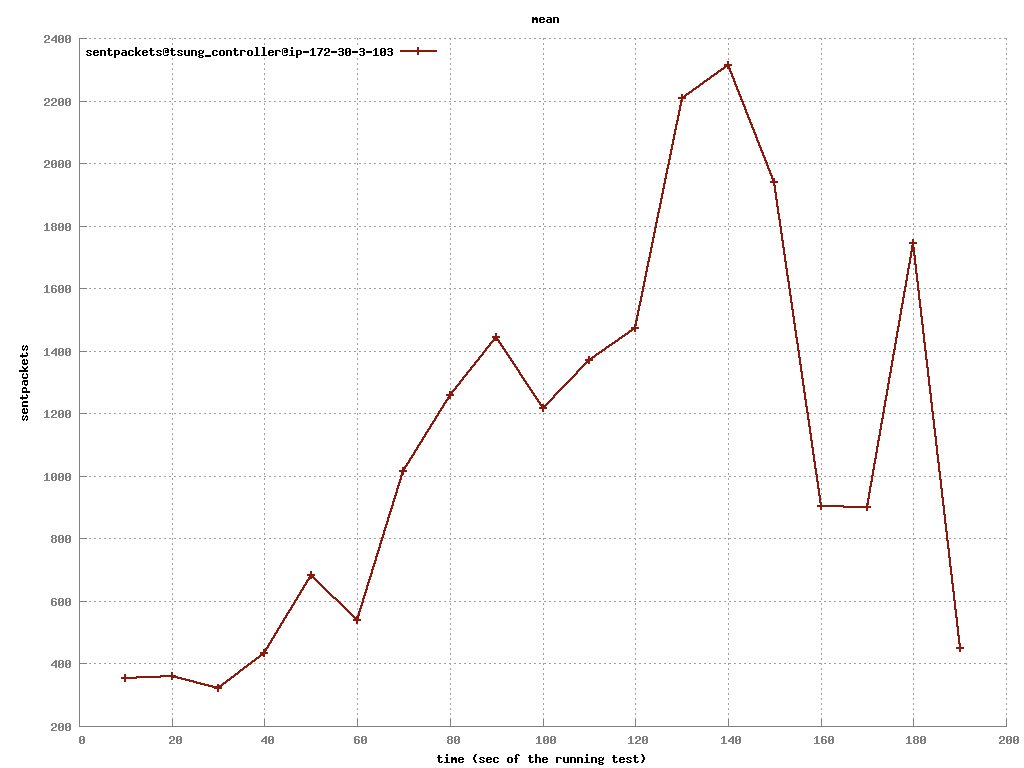 mean
sentpackets@tsung_controller@ip-172-30-3-103
2400
2200
2000
1800
1600
1400
1200
1000
800
600
400
200
sentpackets
0 20 40 60 80 100 120 140 160 180 200
time (sec of the running test)